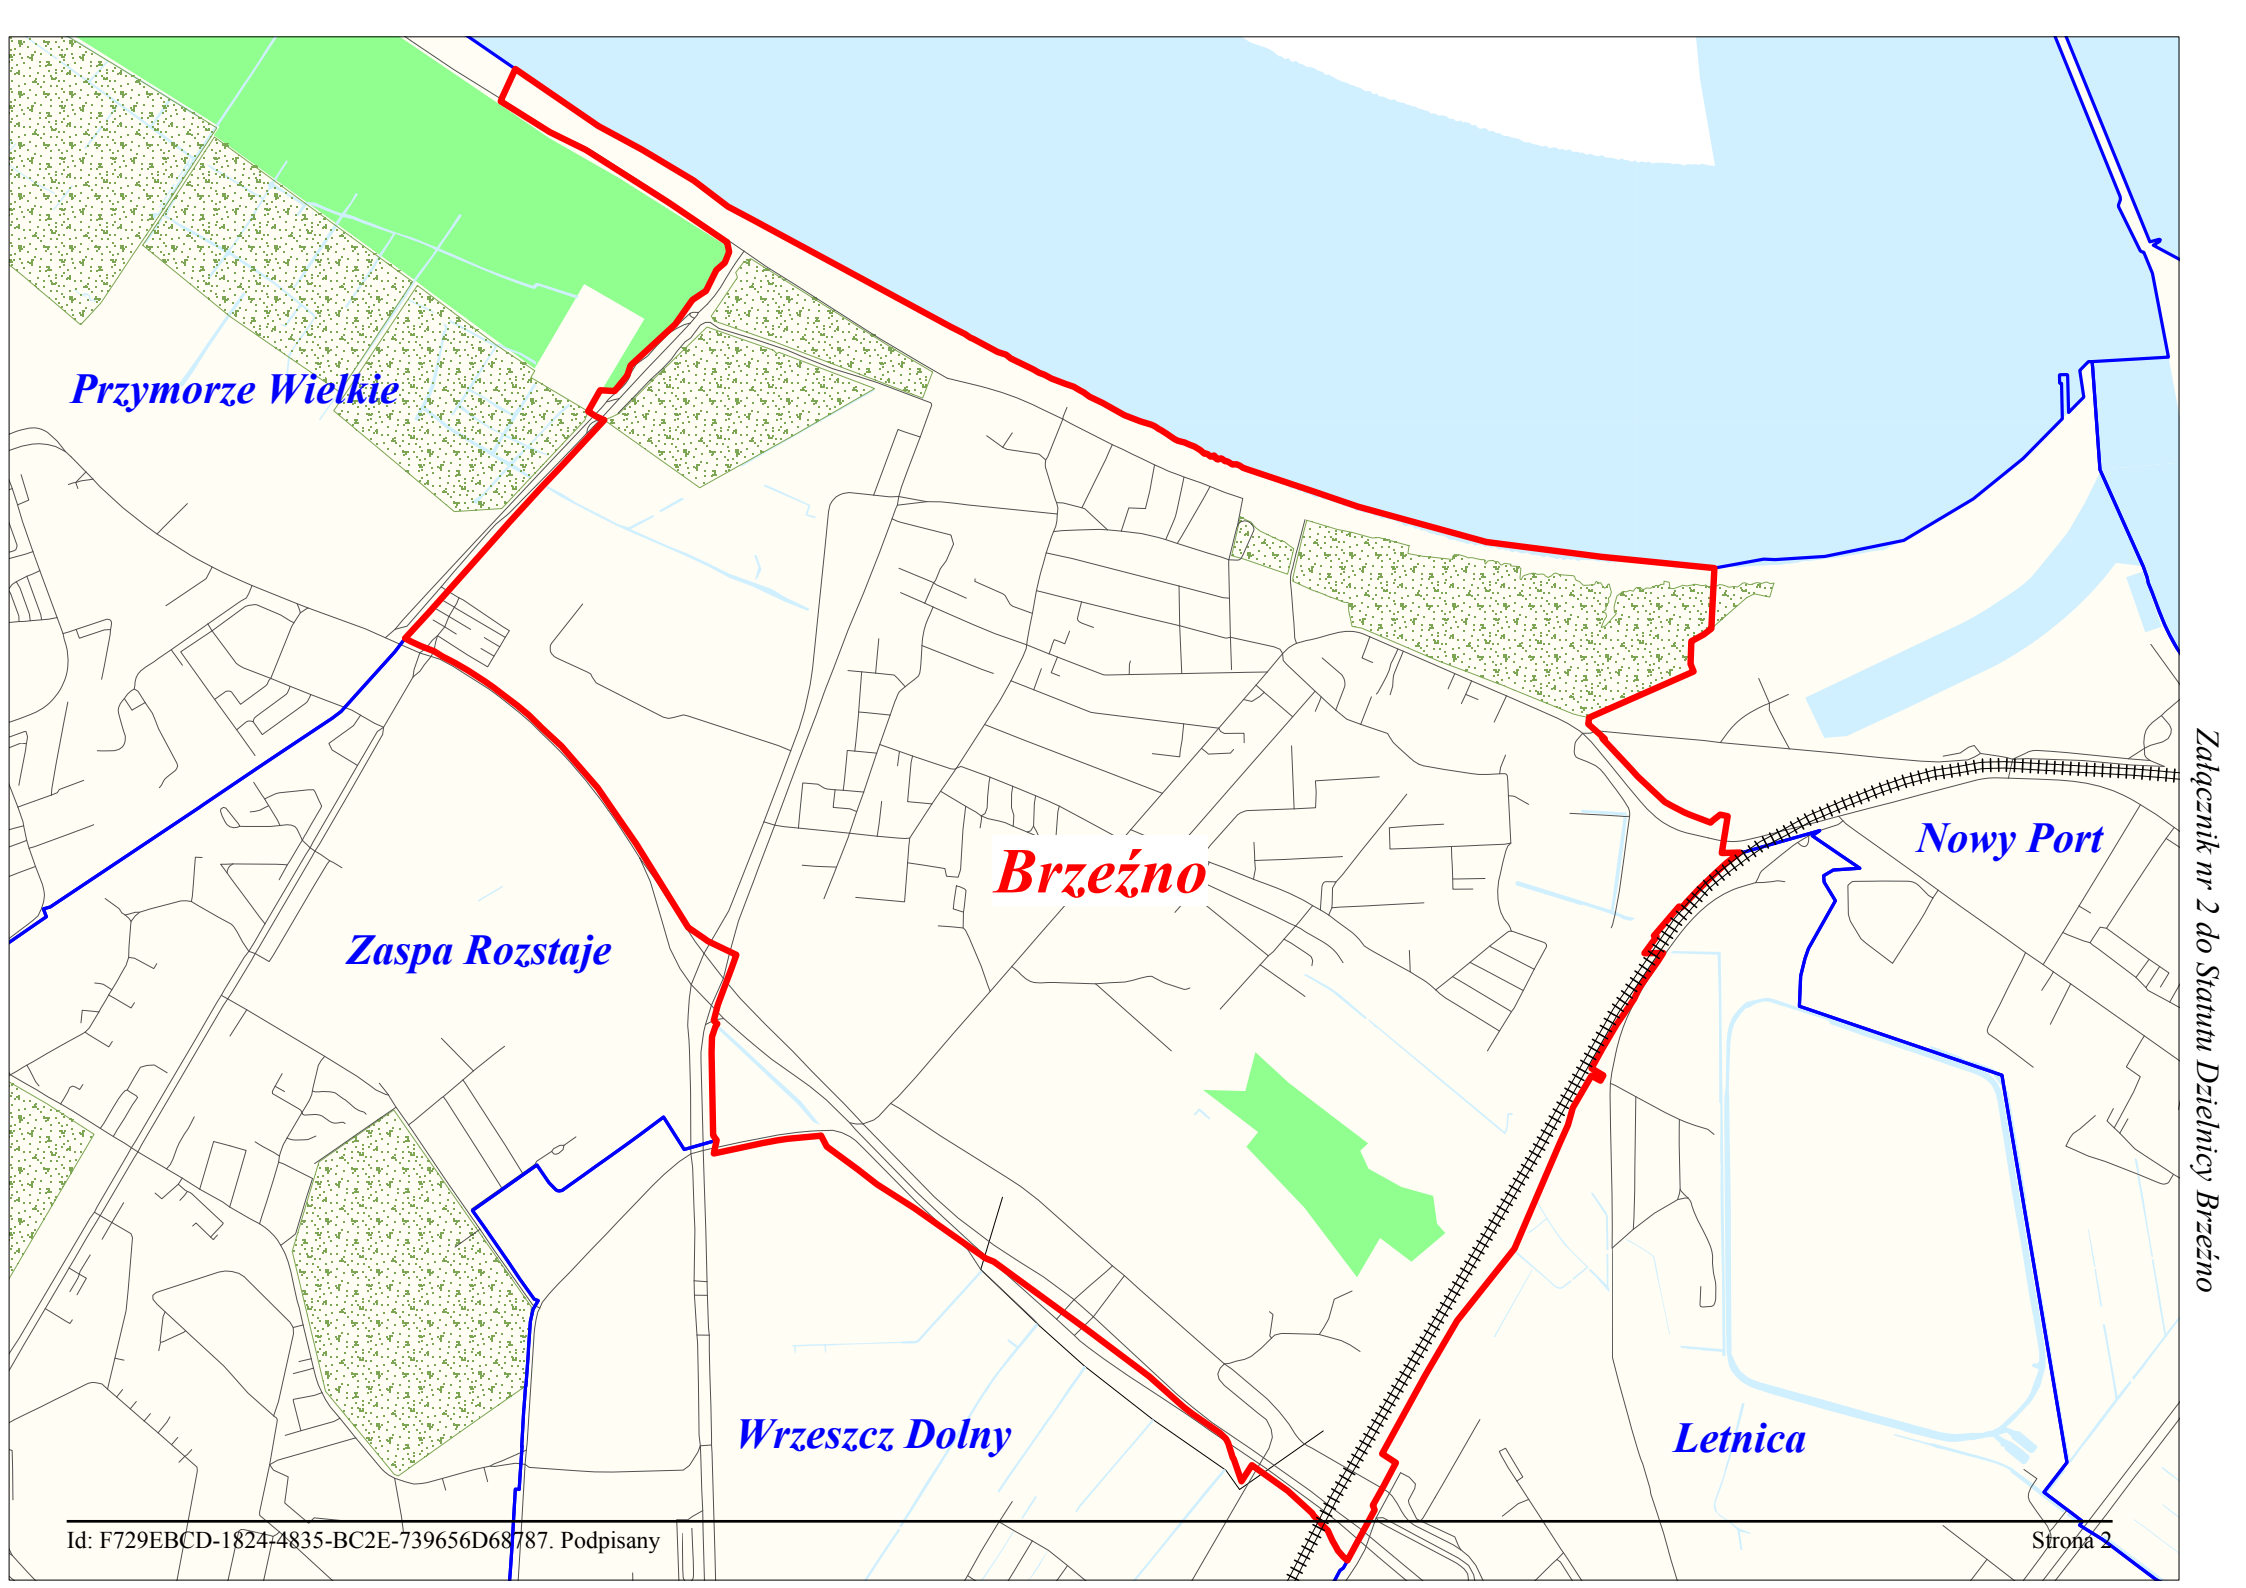 Przymorze Wielkie
Brzeźno
Nowy Port
Zaspa Rozstaje
Wrzeszcz Dolny
Letnica
Załącznik nr 2 do Statutu Dzielnicy Brzeźno
Id: F729EBCD-1824-4835-BC2E-739656D68787. Podpisany
Strona 2